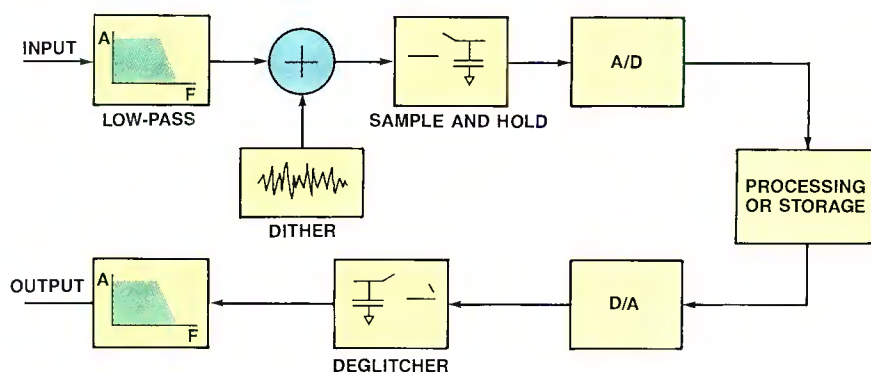 INPUT
A
F
LOW-PASS
DITHER
SAMPLE AND HOLD
A/D
PROCESSING
OR STORAGE
OUTPUT
A
F
DEGLITCHER
D/A